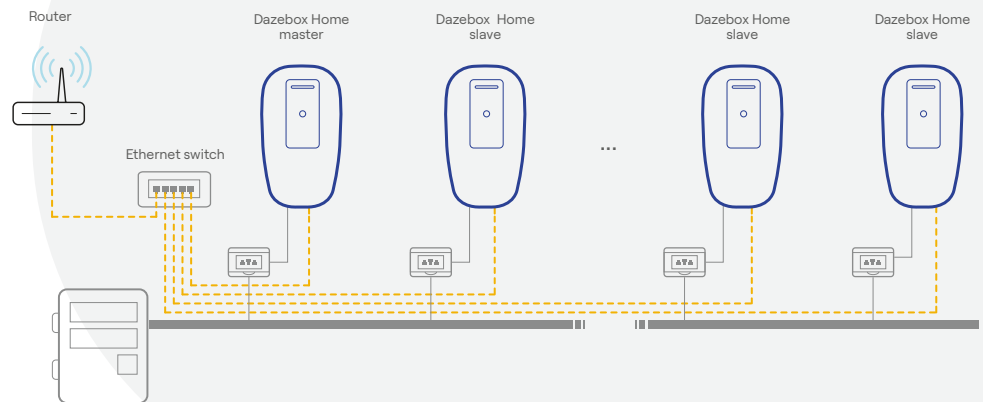 Router
Dazebox Home
master
Dazebox Home
slave
Dazebox Home
slave
Dazebox Home
slave
Ethernet switch
...